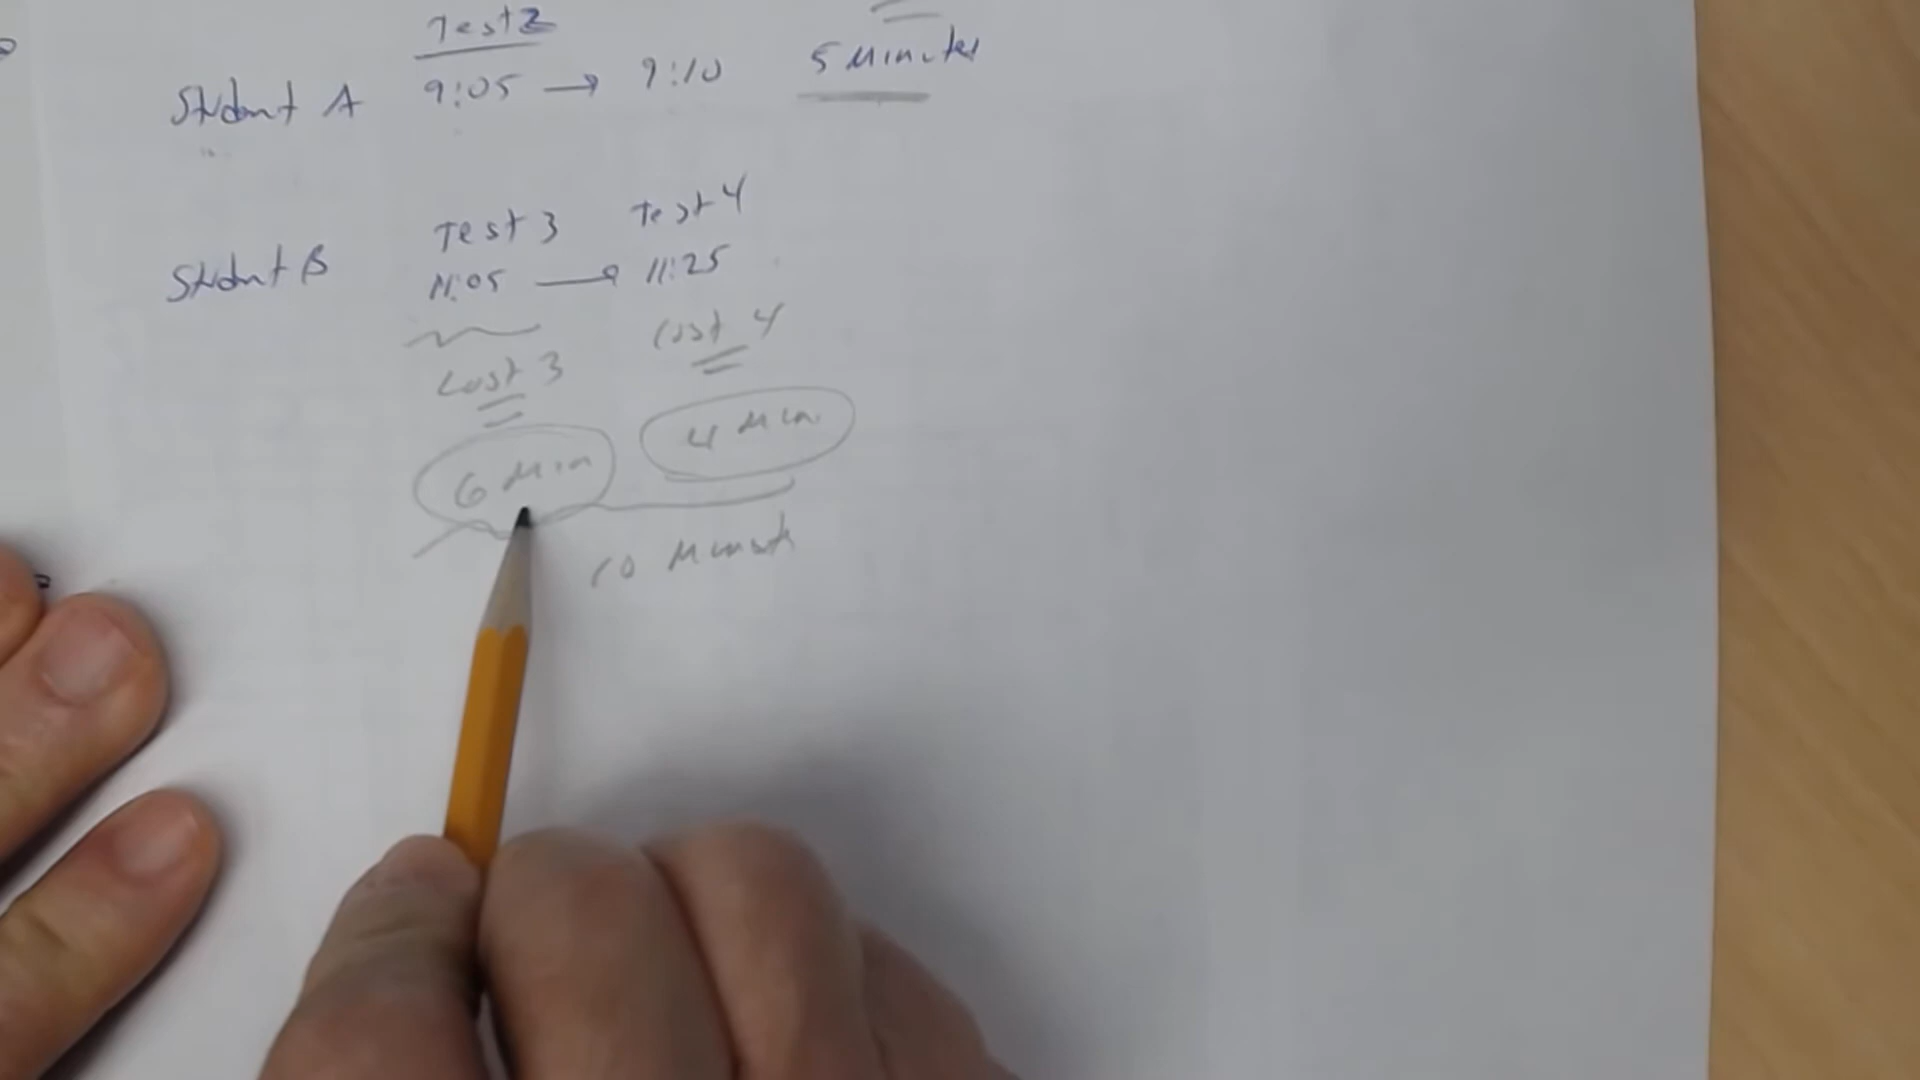 Test 2
Student A 9:05 → 9:10 5 Minutes
Test 3 Test 4
Student B 11:05 → 11:25
Lost 3 Lost 4
6 Min 4 Min
10 Minute